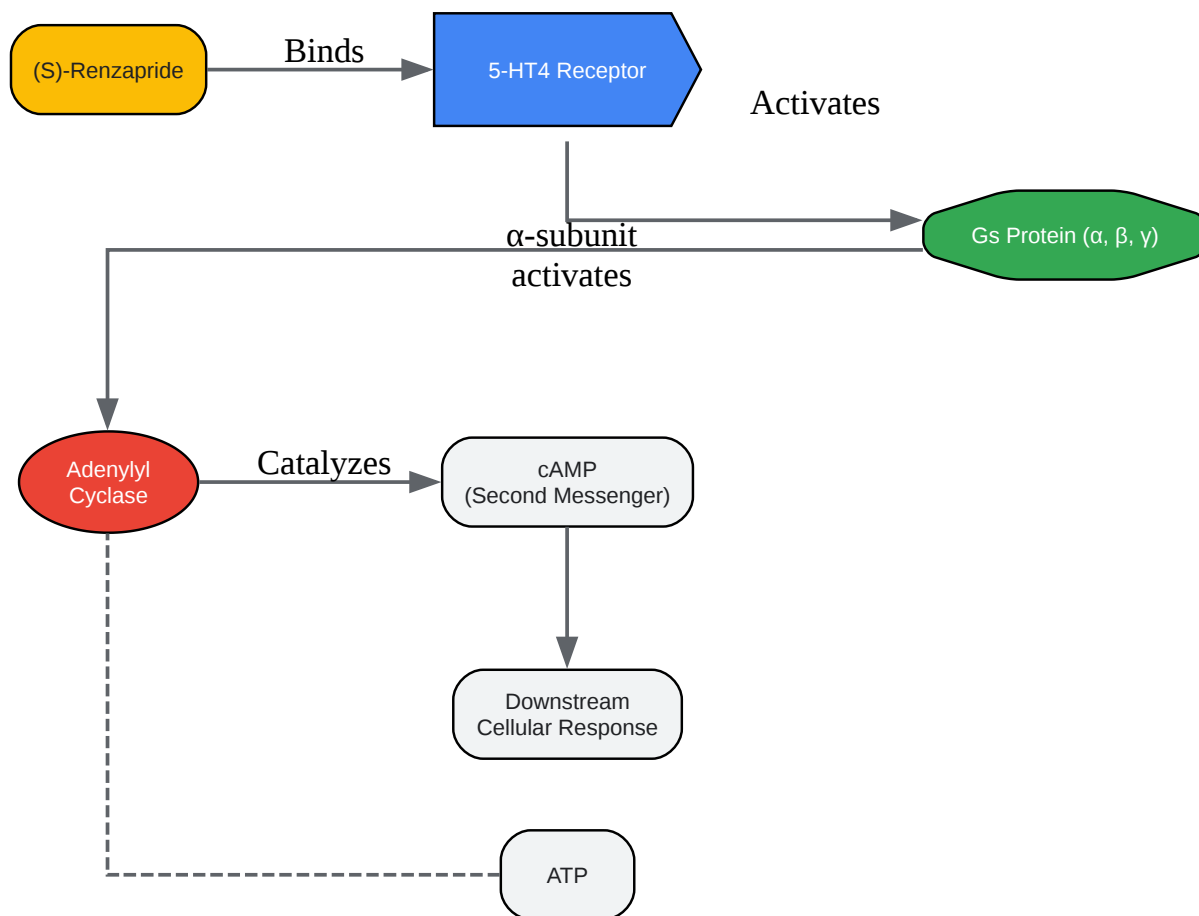 (S)-Renzapride
Binds
5-HT4 Receptor
Activates
Gs Protein (α, β, γ)
α-subunit
activates
Adenylyl
Cyclase
Catalyzes
cAMP
(Second Messenger)
Downstream
Cellular Response
ATP